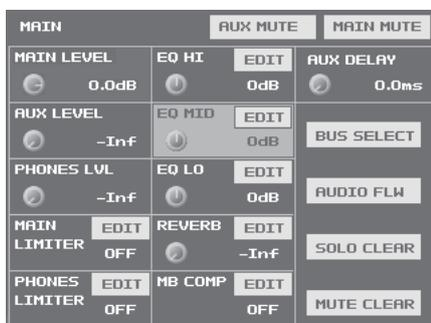 MAIN AUX MUTE MAIN MUTE
MAIN LEVEL EQ HI EDIT AUX DELAY
0.0dB 0dB 0.0ms
AUX LEVEL EQ MID EDIT
-Inf 0dB BUS SELECT
PHONES LVL EQ LO EDIT
-Inf 0dB AUDIO FLW
MAIN LIMITER EDIT REVERB EDIT
OFF -Inf SOLO CLEAR
PHONES LIMITER EDIT MB COMP EDIT
OFF OFF MUTE CLEAR